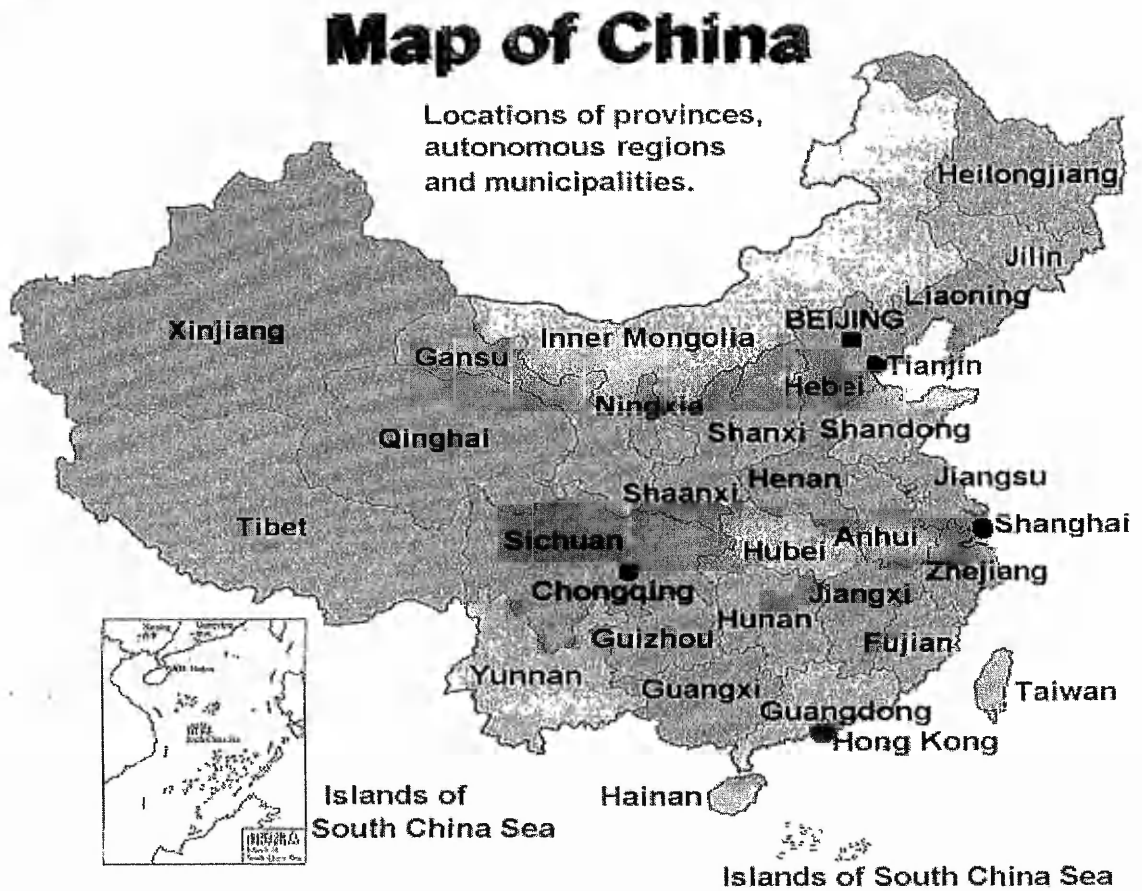 Map of China
Locations of provinces,
autonomous regions
and municipalities.
Heilongjiang
Jilin
Liaoning
BEIJING
Xinjiang
Inner Mongolia
Gansu
Tianjin
Hebei
Ningxia
Qinghai
Shanxi
Shandong
Henan
Jiangsu
Shaanxi
Tibet
Shanghai
Sichuan
Hubei
Anhui
Zhejiang
Chongqing
Jiangxi
Hunan
Guizhou
Fujian
Yunnan
Guangxi
Taiwan
Guangdong
Hong Kong
Hainan
Islands of
South China Sea
Islands of South China Sea